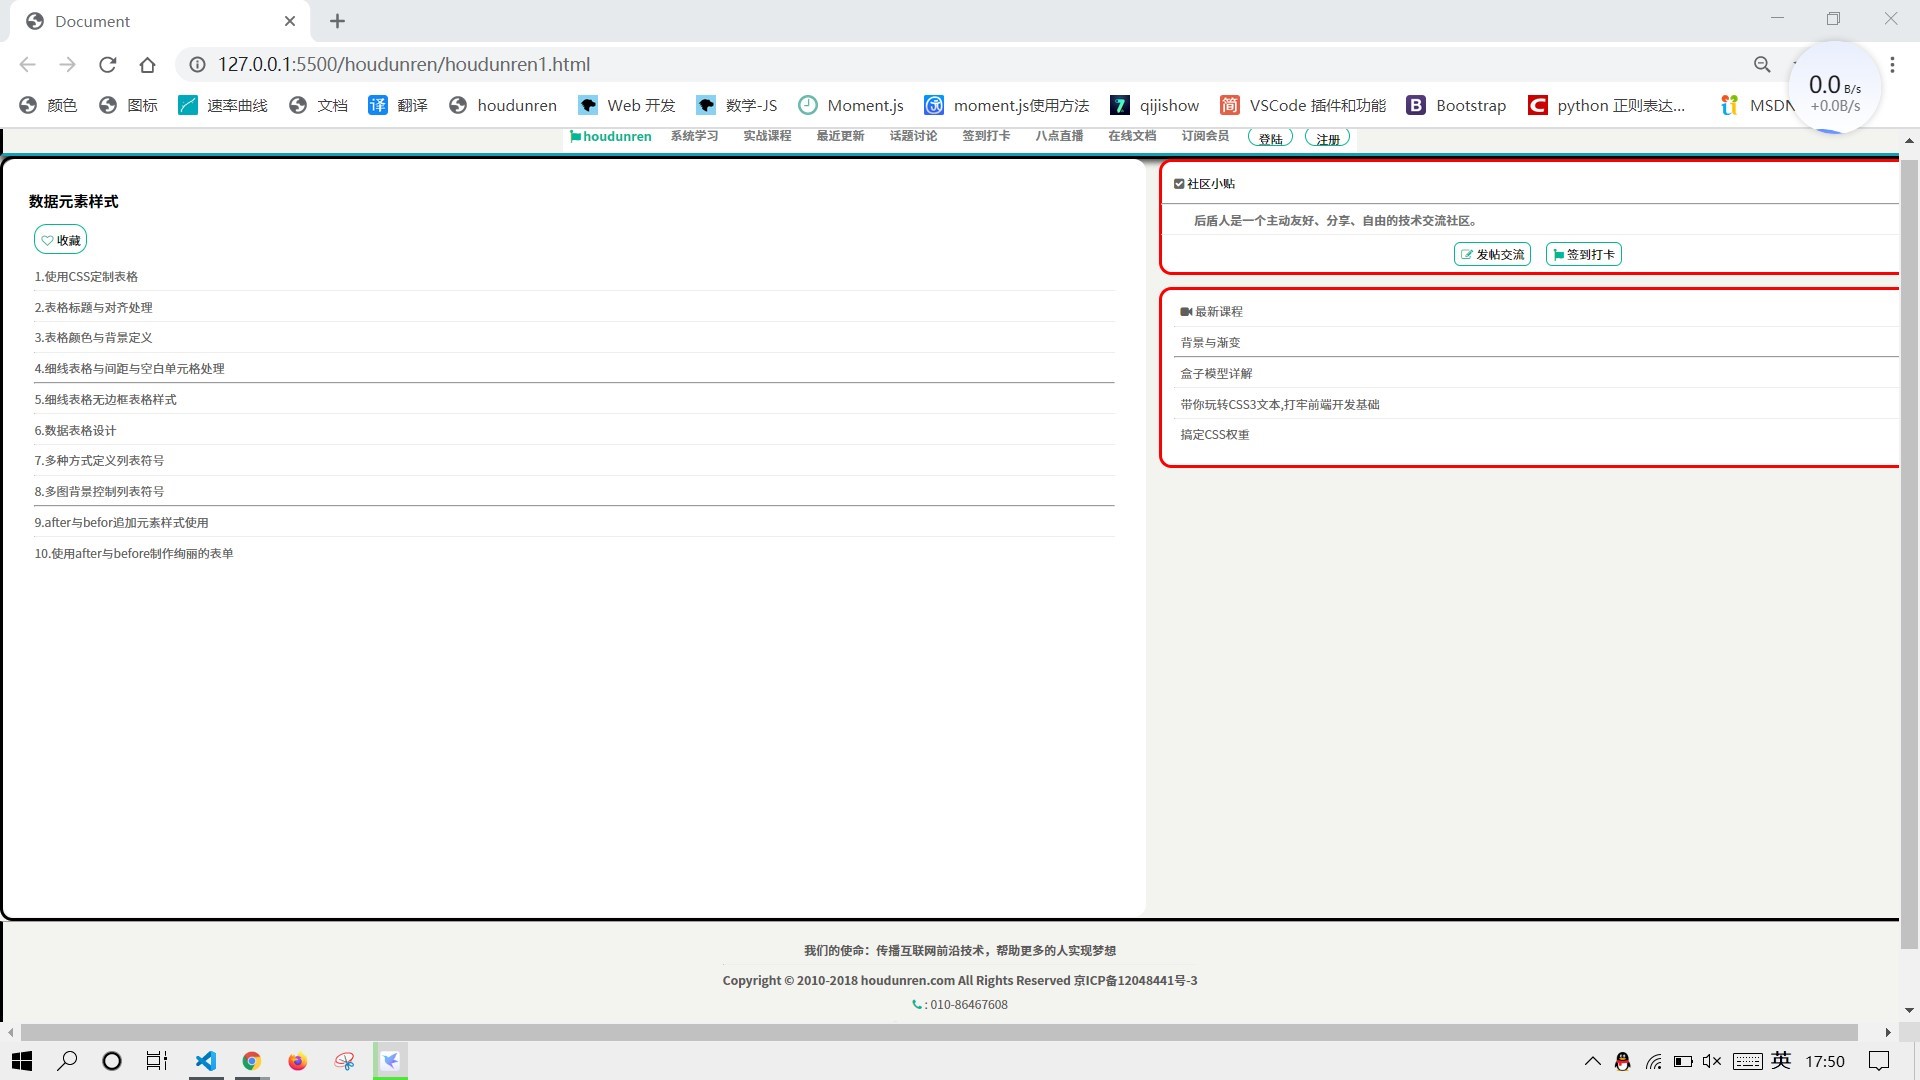 Document
127.0.0.1:5500/houdunren/houdunren1.html
0.0 B/s
+0.0B/s
颜色 图标 速率曲线 文档 翻译 houdunren Web 开发 数学-JS Moment.js moment.js使用方法 qijishow VSCode 插件和功能 Bootstrap python 正则表达... MSDN
houdunren 系统学习 实战课程 最近更新 话题讨论 签到打卡 八点直播 在线文档 订阅会员 登陆 注册
数据元素样式
收藏
1.使用CSS定制表格
2.表格标题与对齐处理
3.表格颜色与背景定义
4.细线表格与间距与空白单元格处理
5.细线表格无边框表格样式
6.数据表格设计
7.多种方式定义列表符号
8.多图背景控制列表符号
9.after与befor追加元素样式使用
10.使用after与before制作绚丽的表单
社区小贴
后盾人是一个主动友好、分享、自由的技术交流社区。
发帖交流 签到打卡
最新课程
背景与渐变
盒子模型详解
带你玩转CSS3文本,打牢前端开发基础
搞定CSS权重
我们的使命：传播互联网前沿技术，帮助更多的人实现梦想
Copyright © 2010-2018 houdunren.com All Rights Reserved 京ICP备12048441号-3
: 010-86467608
英 17:50